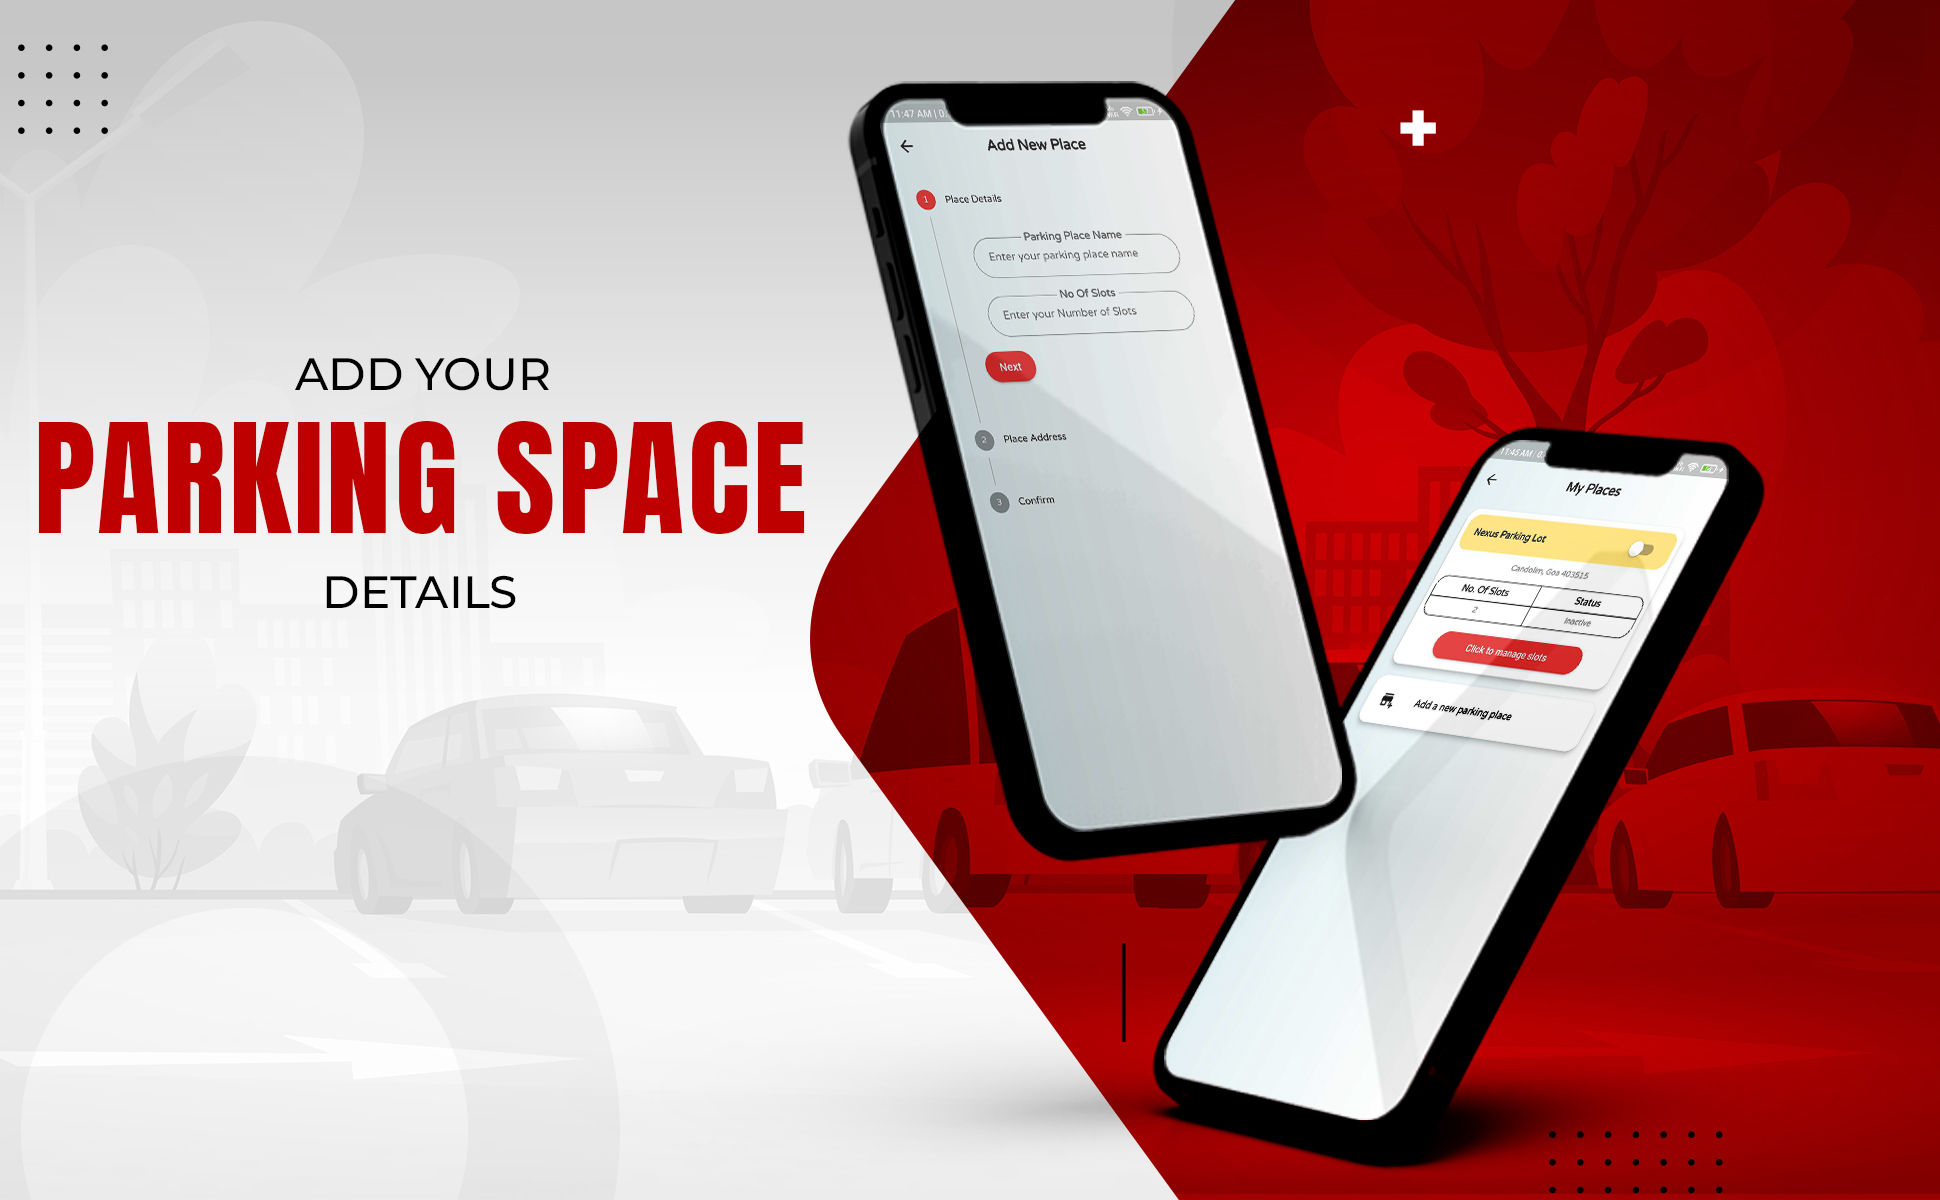 ADD YOUR
PARKING SPACE
DETAILS
11:47 AM | 0
Add New Place
1 Place Details
Parking Place Name
Enter your parking place name
No Of Slots
Enter your Number of Slots
Next
2 Place Address
3 Confirm
11:45 AM
My Places
Nexus Parking Lot
Candolim, Goa 403515
No. Of Slots Status
2 Inactive
Click to manage slots
Add a new parking place